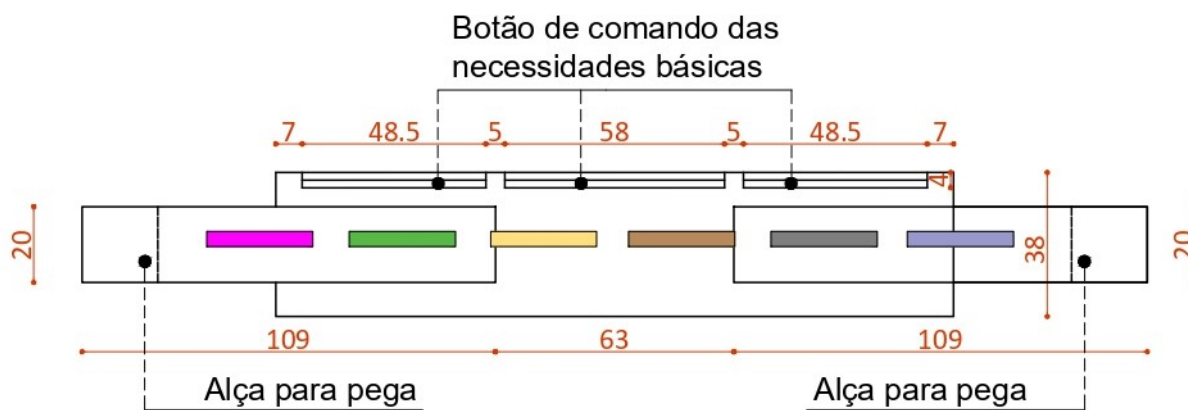 Botão de comando das
necessidades básicas
7 48.5 5 58 5 48.5 7
4
20 38 20
109 63 109
Alça para pega Alça para pega